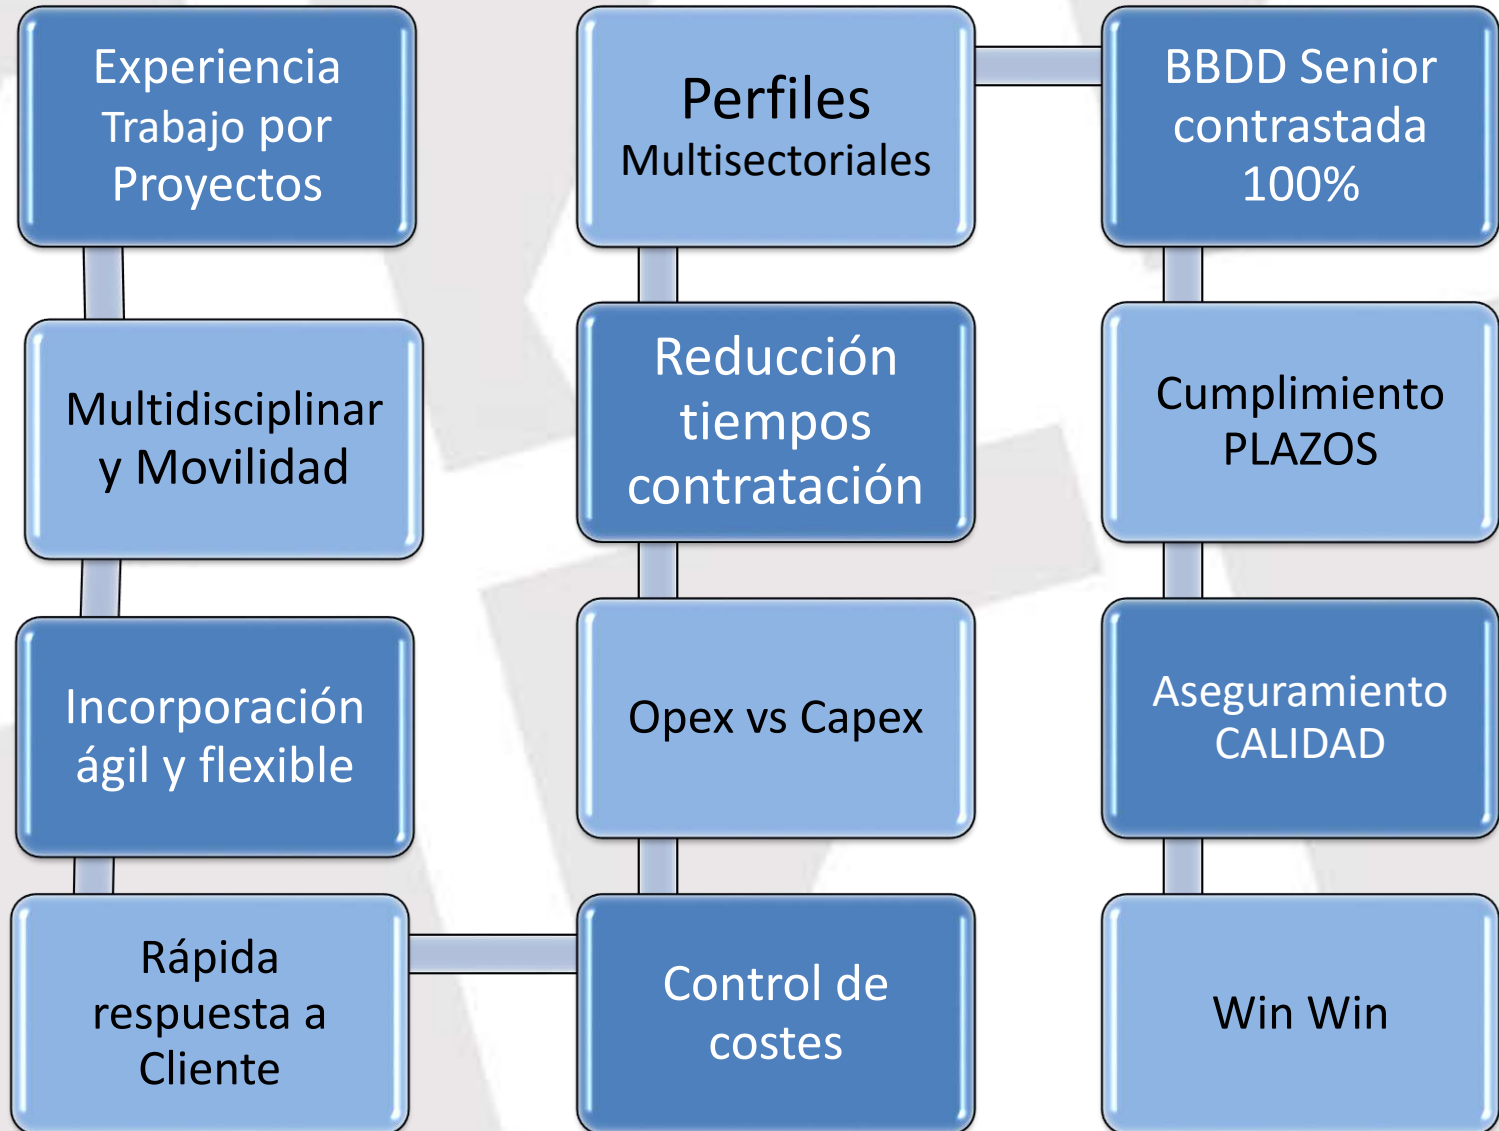 Experiencia
Trabajo por
Proyectos
Multidisciplinar
y Movilidad
Incorporación
ágil y flexible
Rápida
respuesta a
Cliente
Control de
costes
Opex vs Capex
Reducción
tiempos
contratación
Perfiles
Multisectoriales
BBDD Senior
contrastada
100%
Cumplimiento
PLAZOS
Aseguramiento
CALIDAD
Win Win